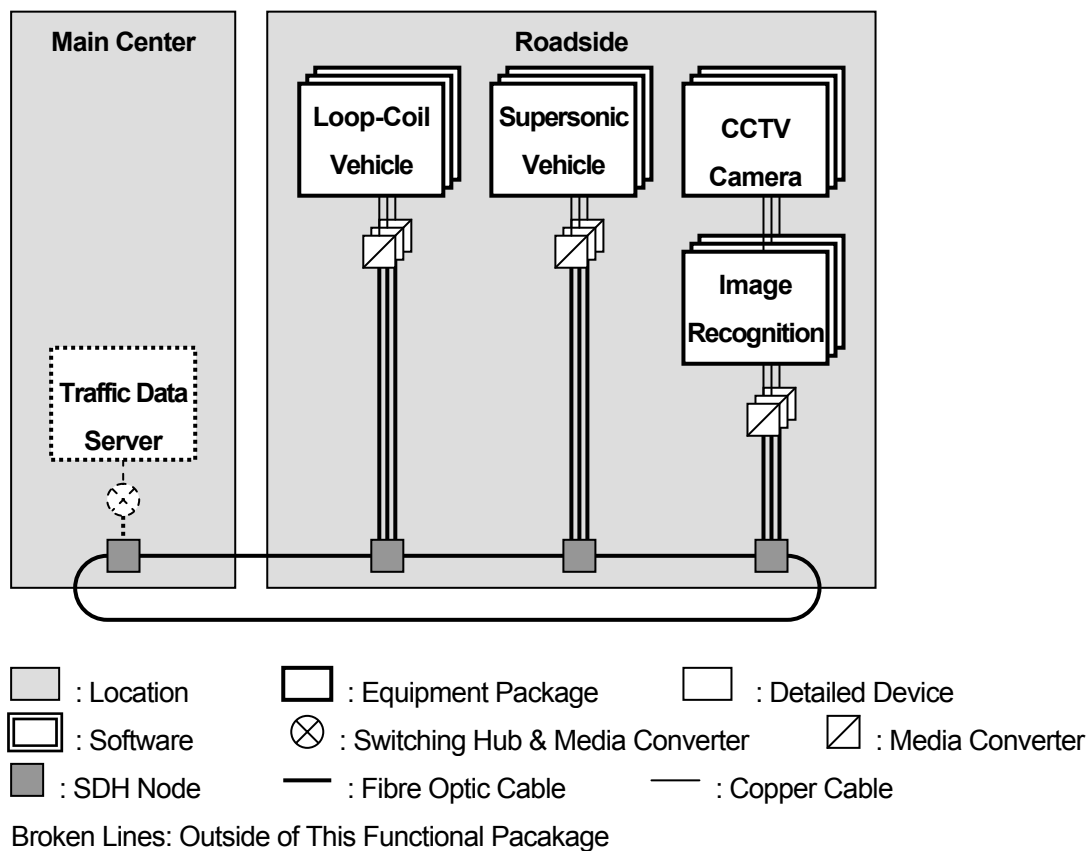 Main Center
Roadside
Loop-Coil
Vehicle
Supersonic
Vehicle
CCTV
Camera
Image
Recognition
Traffic Data
Server
: Location
: Equipment Package
: Detailed Device
: Software
: Switching Hub & Media Converter
: Media Converter
: SDH Node
: Fibre Optic Cable
: Copper Cable
Broken Lines: Outside of This Functional Pacakage